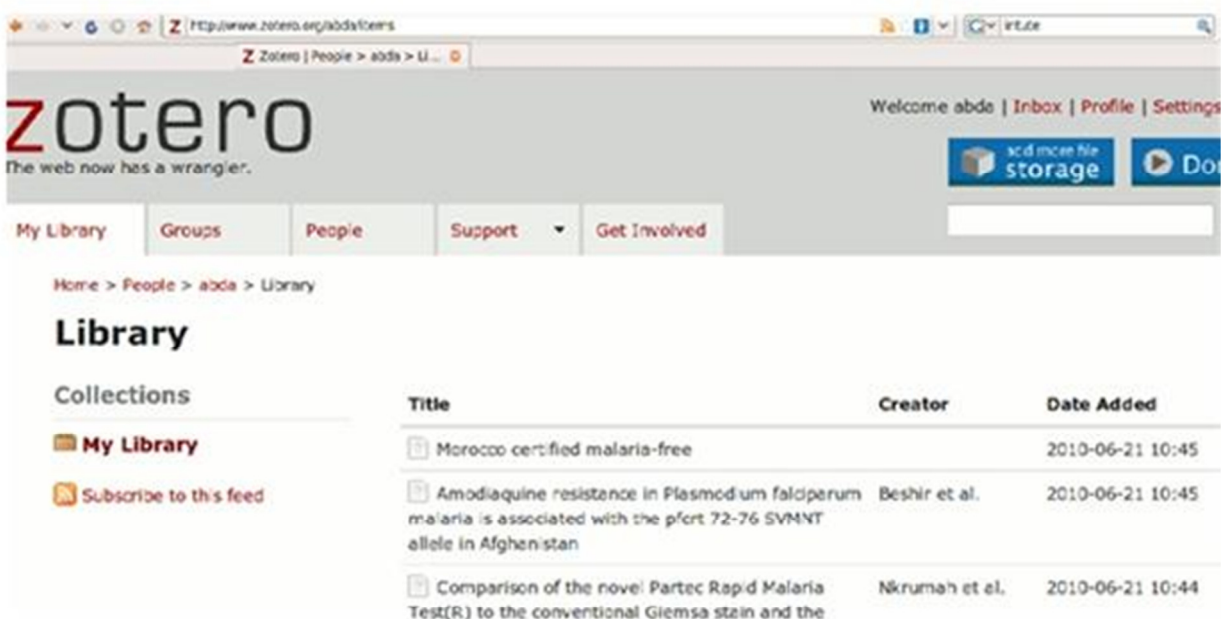 http://www.zotero.org/abda/items
Zotero | People > abda > Li...
zotero
The web now has a wrangler.
Welcome abda | Inbox | Profile | Settings
add more file
storage
My Library Groups People Support Get Involved
Home > People > abda > Library
Library
Collections
My Library
Subscribe to this feed
Title Creator Date Added
Morocco certified malaria-free 2010-06-21 10:45
Amodiaquine resistance in Plasmodium falciparum Beshir et al. 2010-06-21 10:45
malaria is associated with the pfcrt 72-76 SVMNT
allele in Afghanistan
Comparison of the novel Partec Rapid Malaria Nkrumah et al. 2010-06-21 10:44
Test(R) to the conventional Giemsa stain and the